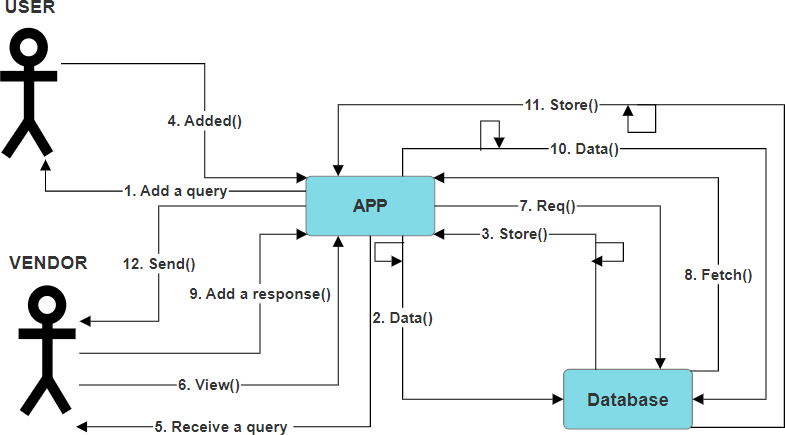 USER
11. Store()
4. Added()
10. Data()
1. Add a query
APP
7. Req()
3. Store()
VENDOR
12. Send()
8. Fetch()
9. Add a response()
2. Data()
6. View()
Database
5. Receive a query